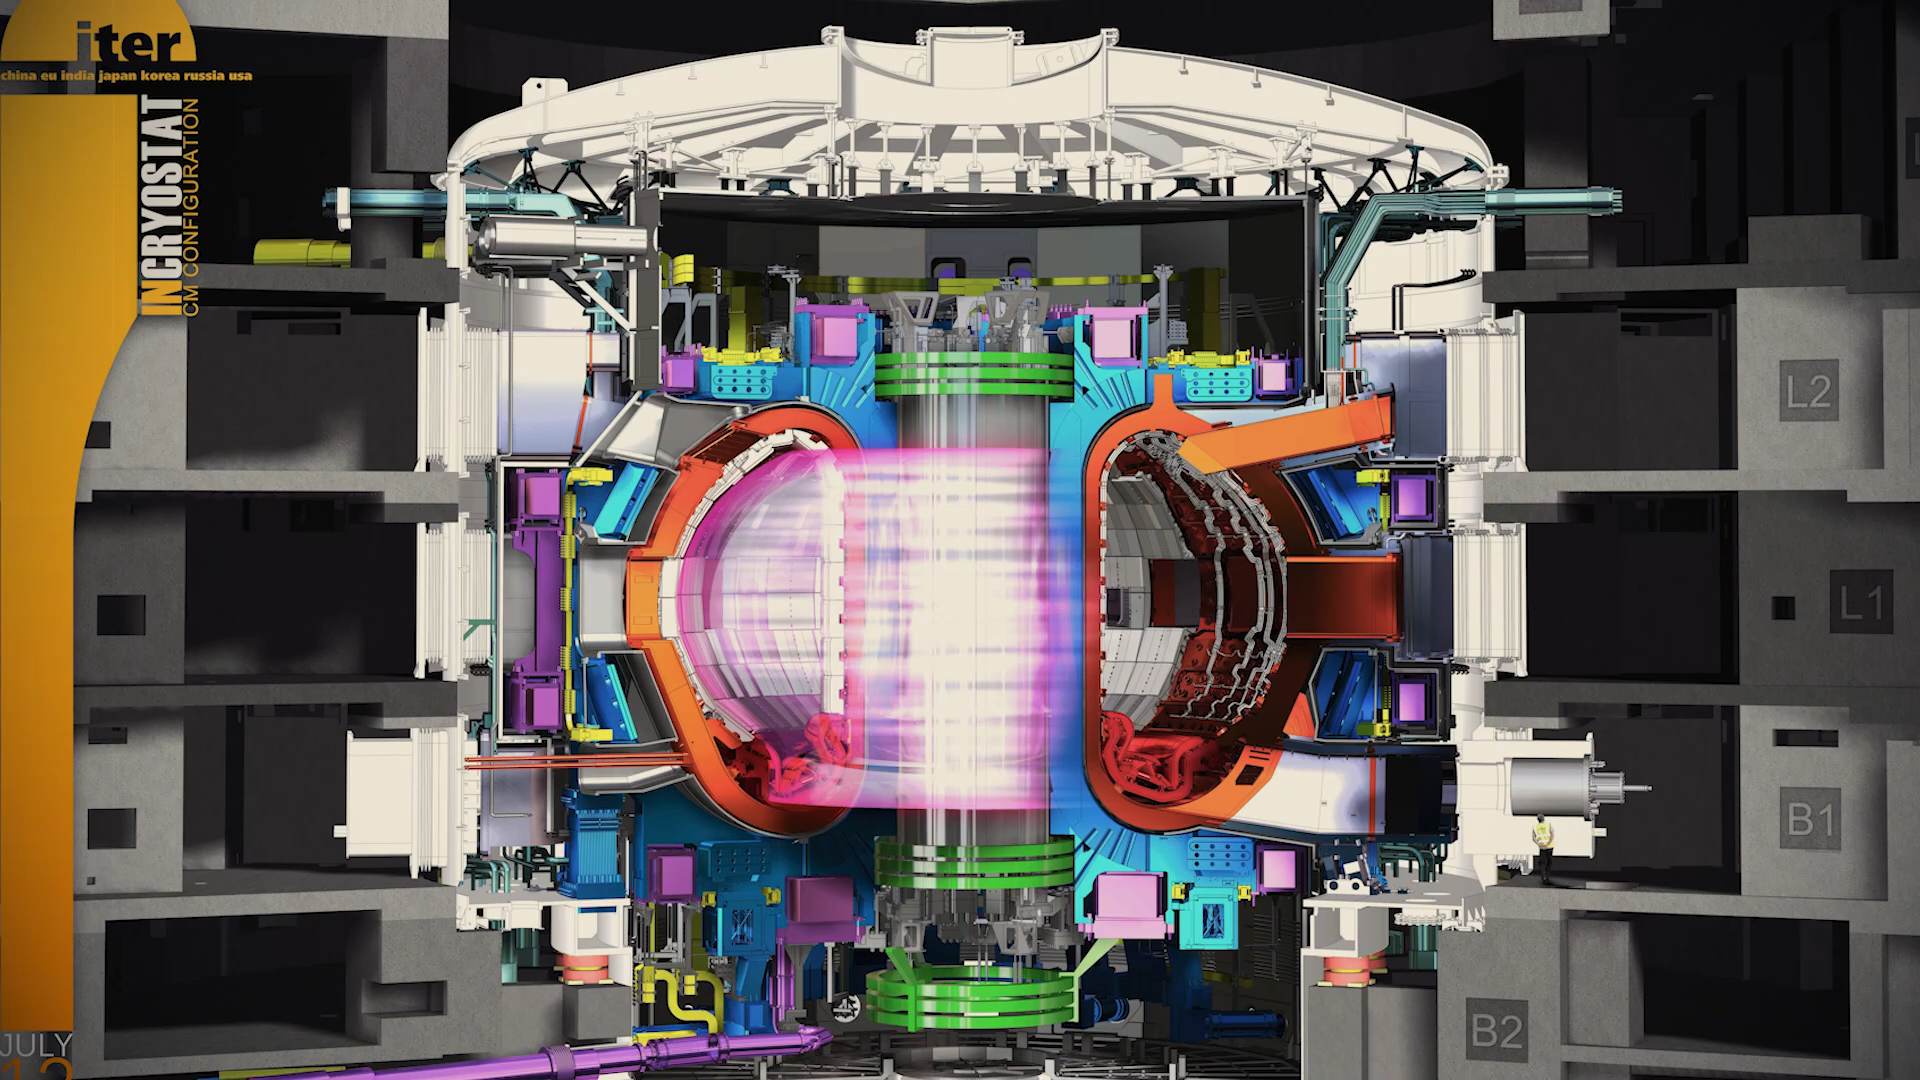 iter
china eu india japan korea russia usa
INCRYOSTAT
CM CONFIGURATION
L2
L1
B1
B2
JULY